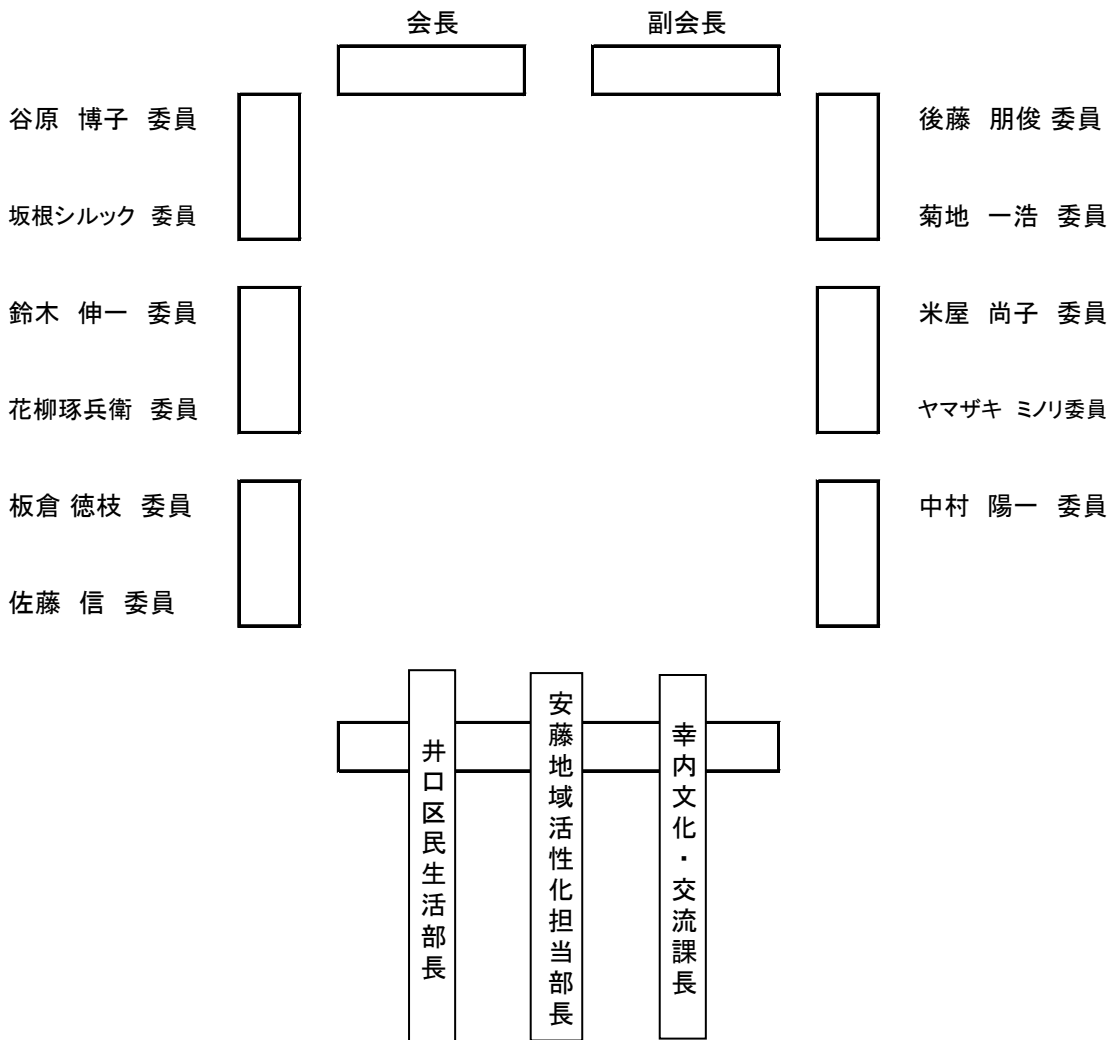 会長
副会長
谷原 博子 委員
後藤 朋俊 委員
坂根シルック 委員
菊地 一浩 委員
鈴木 伸一 委員
米屋 尚子 委員
花柳琢兵衛 委員
ヤマザキ ミノリ委員
板倉 徳枝 委員
中村 陽一 委員
佐藤 信 委員
井口区民生活部長
安藤地域活性化担当部長
幸内文化・交流課長